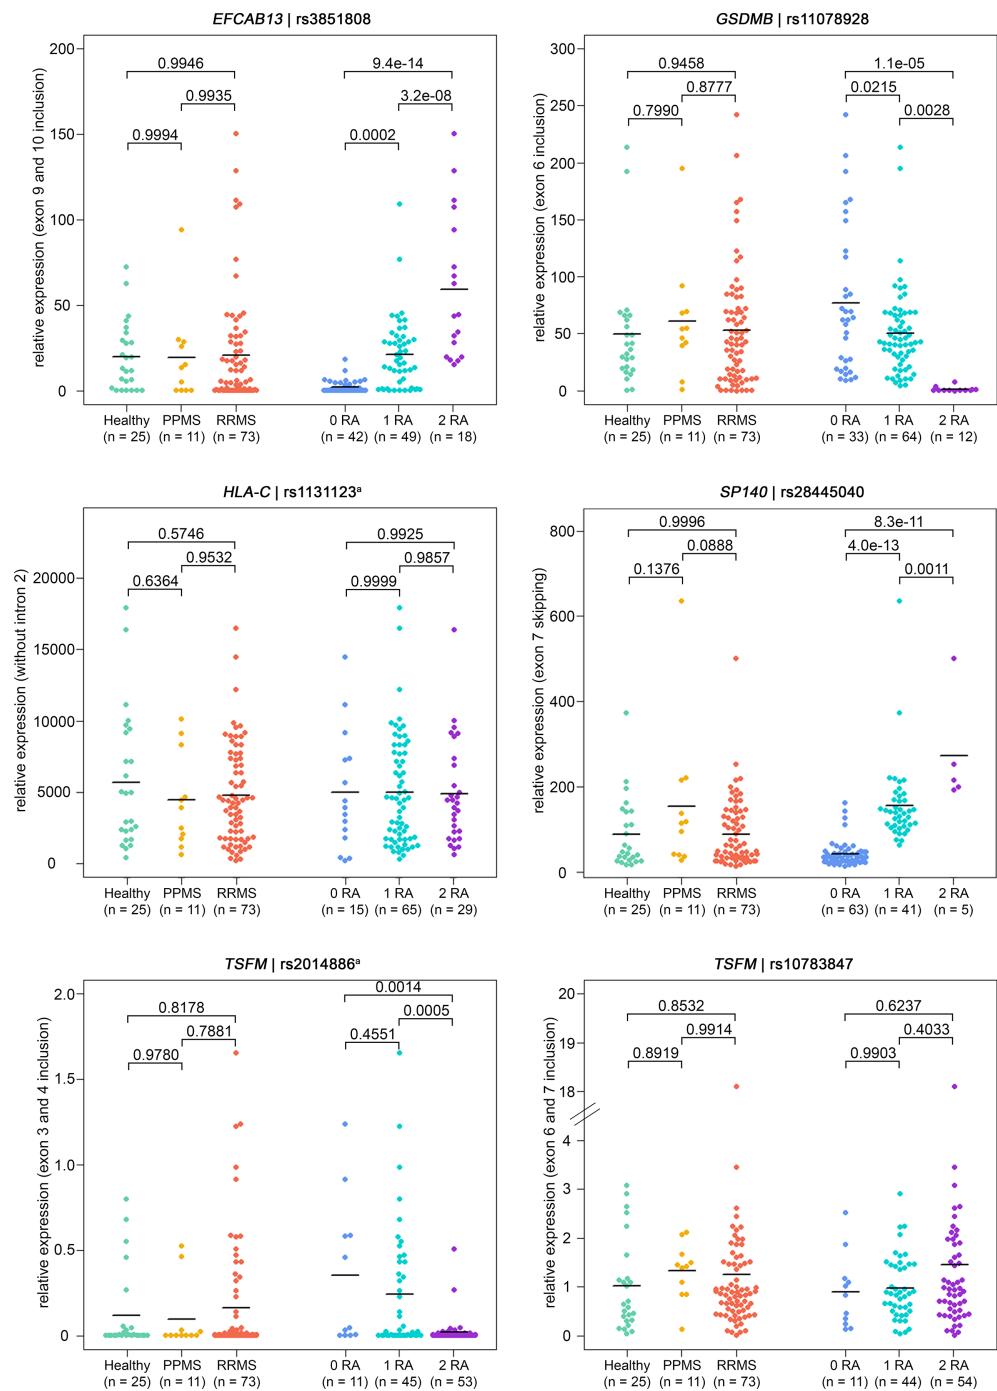 EFCAB13 | rs3851808
relative expression (exon 9 and 10 inclusion)
200
150
100
50
0
0.9946
0.9935
0.9994
9.4e-14
3.2e-08
0.0002
Healthy PPMS RRMS 0 RA 1 RA 2 RA
(n = 25) (n = 11) (n = 73) (n = 42) (n = 49) (n = 18)
GSDMB | rs11078928
relative expression (exon 6 inclusion)
300
250
200
150
100
50
0
0.9458
0.8777
0.7990
1.1e-05
0.0215
0.0028
Healthy PPMS RRMS 0 RA 1 RA 2 RA
(n = 25) (n = 11) (n = 73) (n = 33) (n = 64) (n = 12)
HLA-C | rs1131123ª
relative expression (without intron 2)
20000
15000
10000
5000
0
0.5746
0.9532
0.6364
0.9925
0.9857
0.9999
Healthy PPMS RRMS 0 RA 1 RA 2 RA
(n = 25) (n = 11) (n = 73) (n = 15) (n = 65) (n = 29)
SP140 | rs28445040
relative expression (exon 7 skipping)
800
600
400
200
0
0.9996
0.0888
0.1376
8.3e-11
4.0e-13
0.0011
Healthy PPMS RRMS 0 RA 1 RA 2 RA
(n = 25) (n = 11) (n = 73) (n = 63) (n = 41) (n = 5)
TSFM | rs2014886ª
relative expression (exon 3 and 4 inclusion)
2.0
1.5
1.0
0.5
0
0.8178
0.7881
0.9780
0.0014
0.0005
0.4551
Healthy PPMS RRMS 0 RA 1 RA 2 RA
(n = 25) (n = 11) (n = 73) (n = 11) (n = 45) (n = 53)
TSFM | rs10783847
relative expression (exon 6 and 7 inclusion)
20
19
18
4
3
2
1
0
0.8532
0.9914
0.8919
0.6237
0.4033
0.9903
Healthy PPMS RRMS 0 RA 1 RA 2 RA
(n = 25) (n = 11) (n = 73) (n = 11) (n = 44) (n = 54)